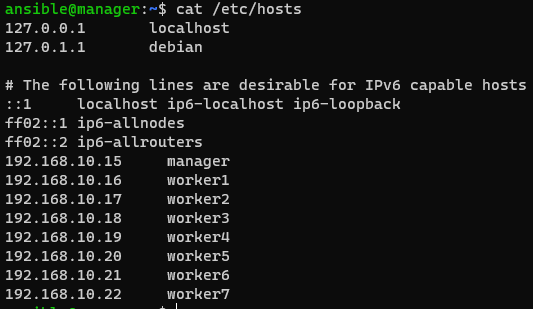 ansible@manager:~$ cat /etc/hosts
127.0.0.1       localhost
127.0.1.1       debian

# The following lines are desirable for IPv6 capable hosts
::1     localhost ip6-localhost ip6-loopback
ff02::1 ip6-allnodes
ff02::2 ip6-allrouters
192.168.10.15     manager
192.168.10.16     worker1
192.168.10.17     worker2
192.168.10.18     worker3
192.168.10.19     worker4
192.168.10.20     worker5
192.168.10.21     worker6
192.168.10.22     worker7